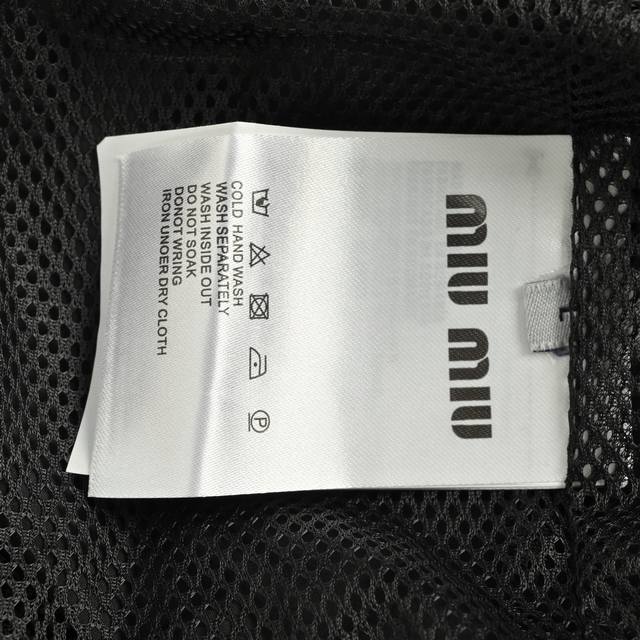 MIU MIU
COLD HAND WASH
WASH SEPARATELY
WASH INSIDE OUT
DO NOT SOAK
DONOT WRING
IRON UNDER DRY CLOTH